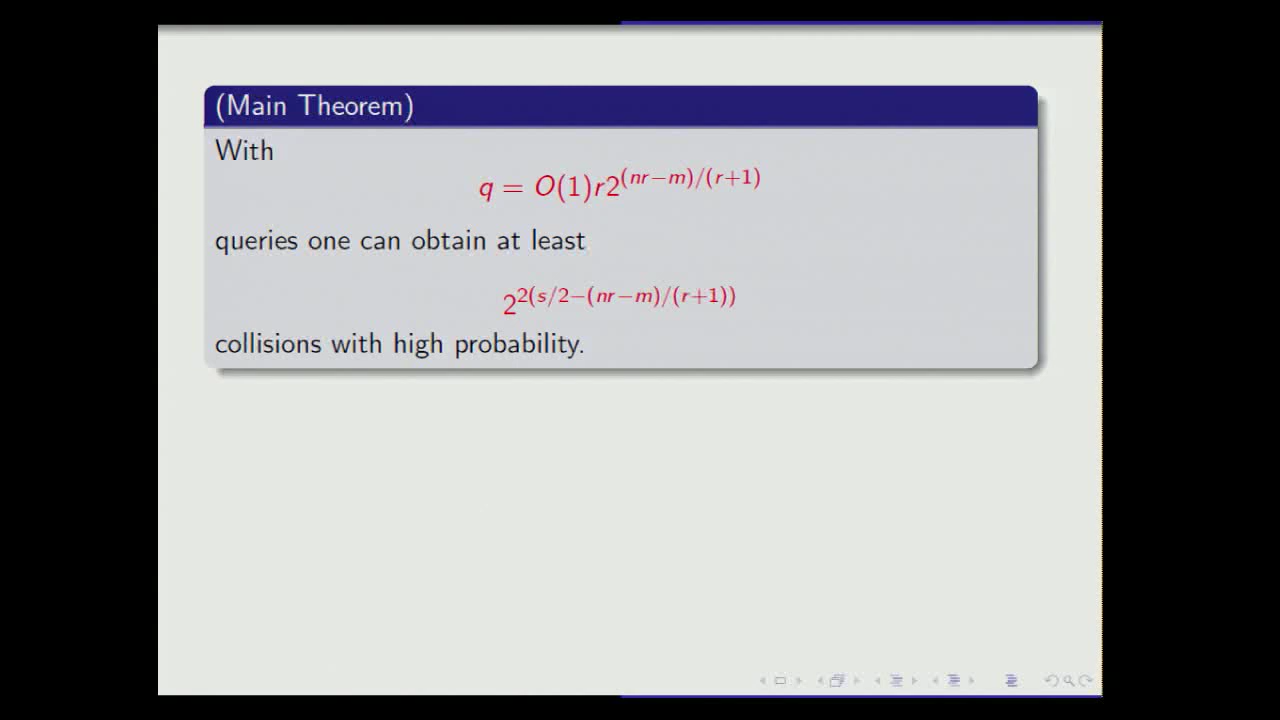 (Main Theorem)
With
q = O(1)r2^{(nr−m)/(r+1)}
queries one can obtain at least
2^{2(s/2−(nr−m)/(r+1))}
collisions with high probability.